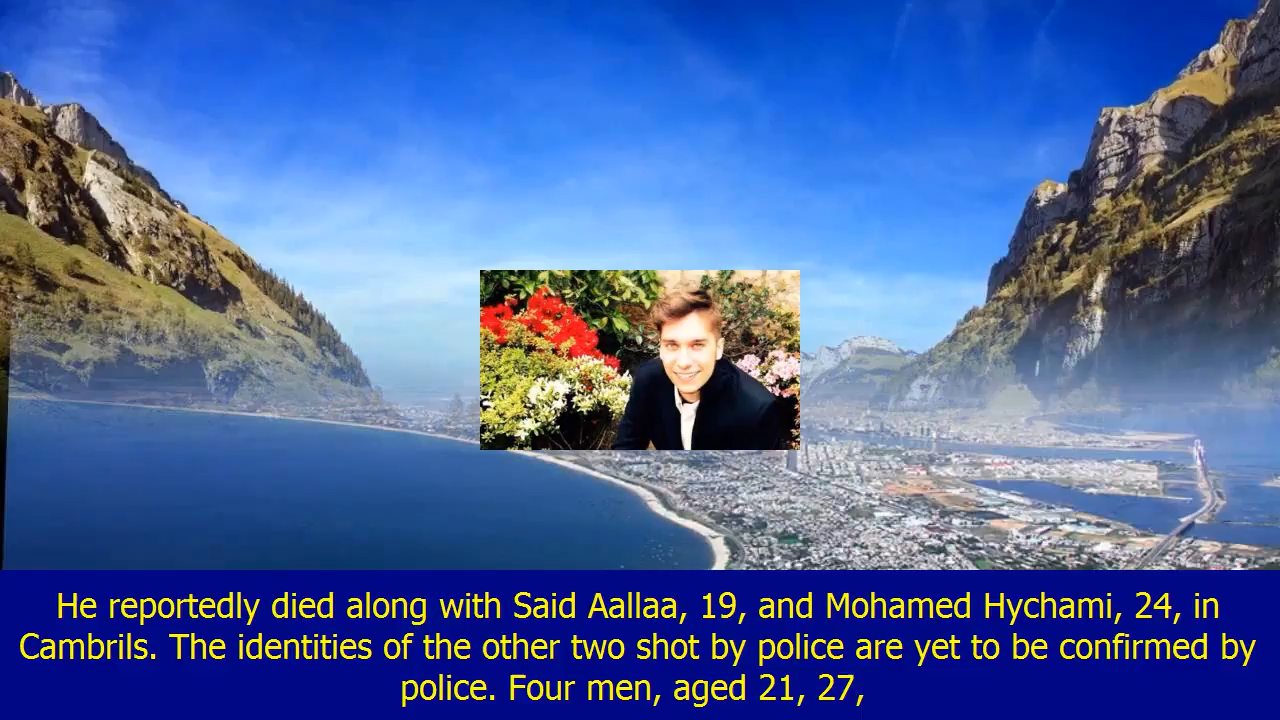 He reportedly died along with Said Aallaa, 19, and Mohamed Hychami, 24, in
Cambrils. The identities of the other two shot by police are yet to be confirmed by
police. Four men, aged 21, 27,